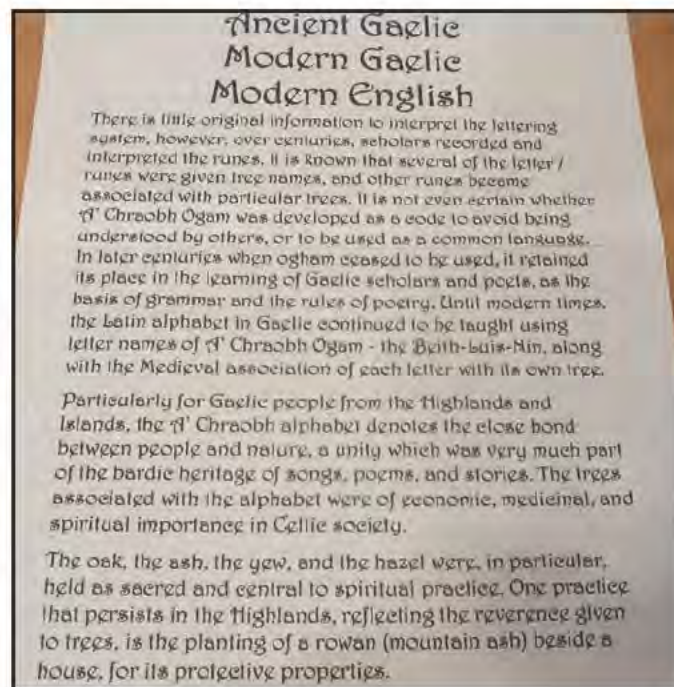 Ancient Gaelic
Modern Gaelic
Modern English
There is little original information to interpret the lettering
system, however, over centuries, scholars recorded and
interpreted the runes. It is known that several of the letter /
runes were given tree names, and other runes became
associated with particular trees. It is not even certain whether
A' Chraobh Ogam was developed as a code to avoid being
understood by others, or to be used as a common language.
In later centuries when ogham ceased to be used, it retained
its place in the learning of Gaelic scholars and poets, as the
basis of grammar and the rules of poetry. Until modern times,
the Latin alphabet in Gaelic continued to be taught using
letter names of A' Chraobh Ogam - the Beith-Luis-Nin, along
with the Medieval association of each letter with its own tree.
Particularly for Gaelic people from the Highlands and
Islands, the A' Chraobh alphabet denotes the close bond
between people and nature, a unity which was very much part
of the bardic heritage of songs, poems, and stories. The trees
associated with the alphabet were of economic, medicinal, and
spiritual importance in Celtic society.
The oak, the ash, the yew, and the hazel were, in particular,
held as sacred and central to spiritual practice. One practice
that persists in the Highlands, reflecting the reverence given
to trees, is the planting of a rowan (mountain ash) beside a
house, for its protective properties.